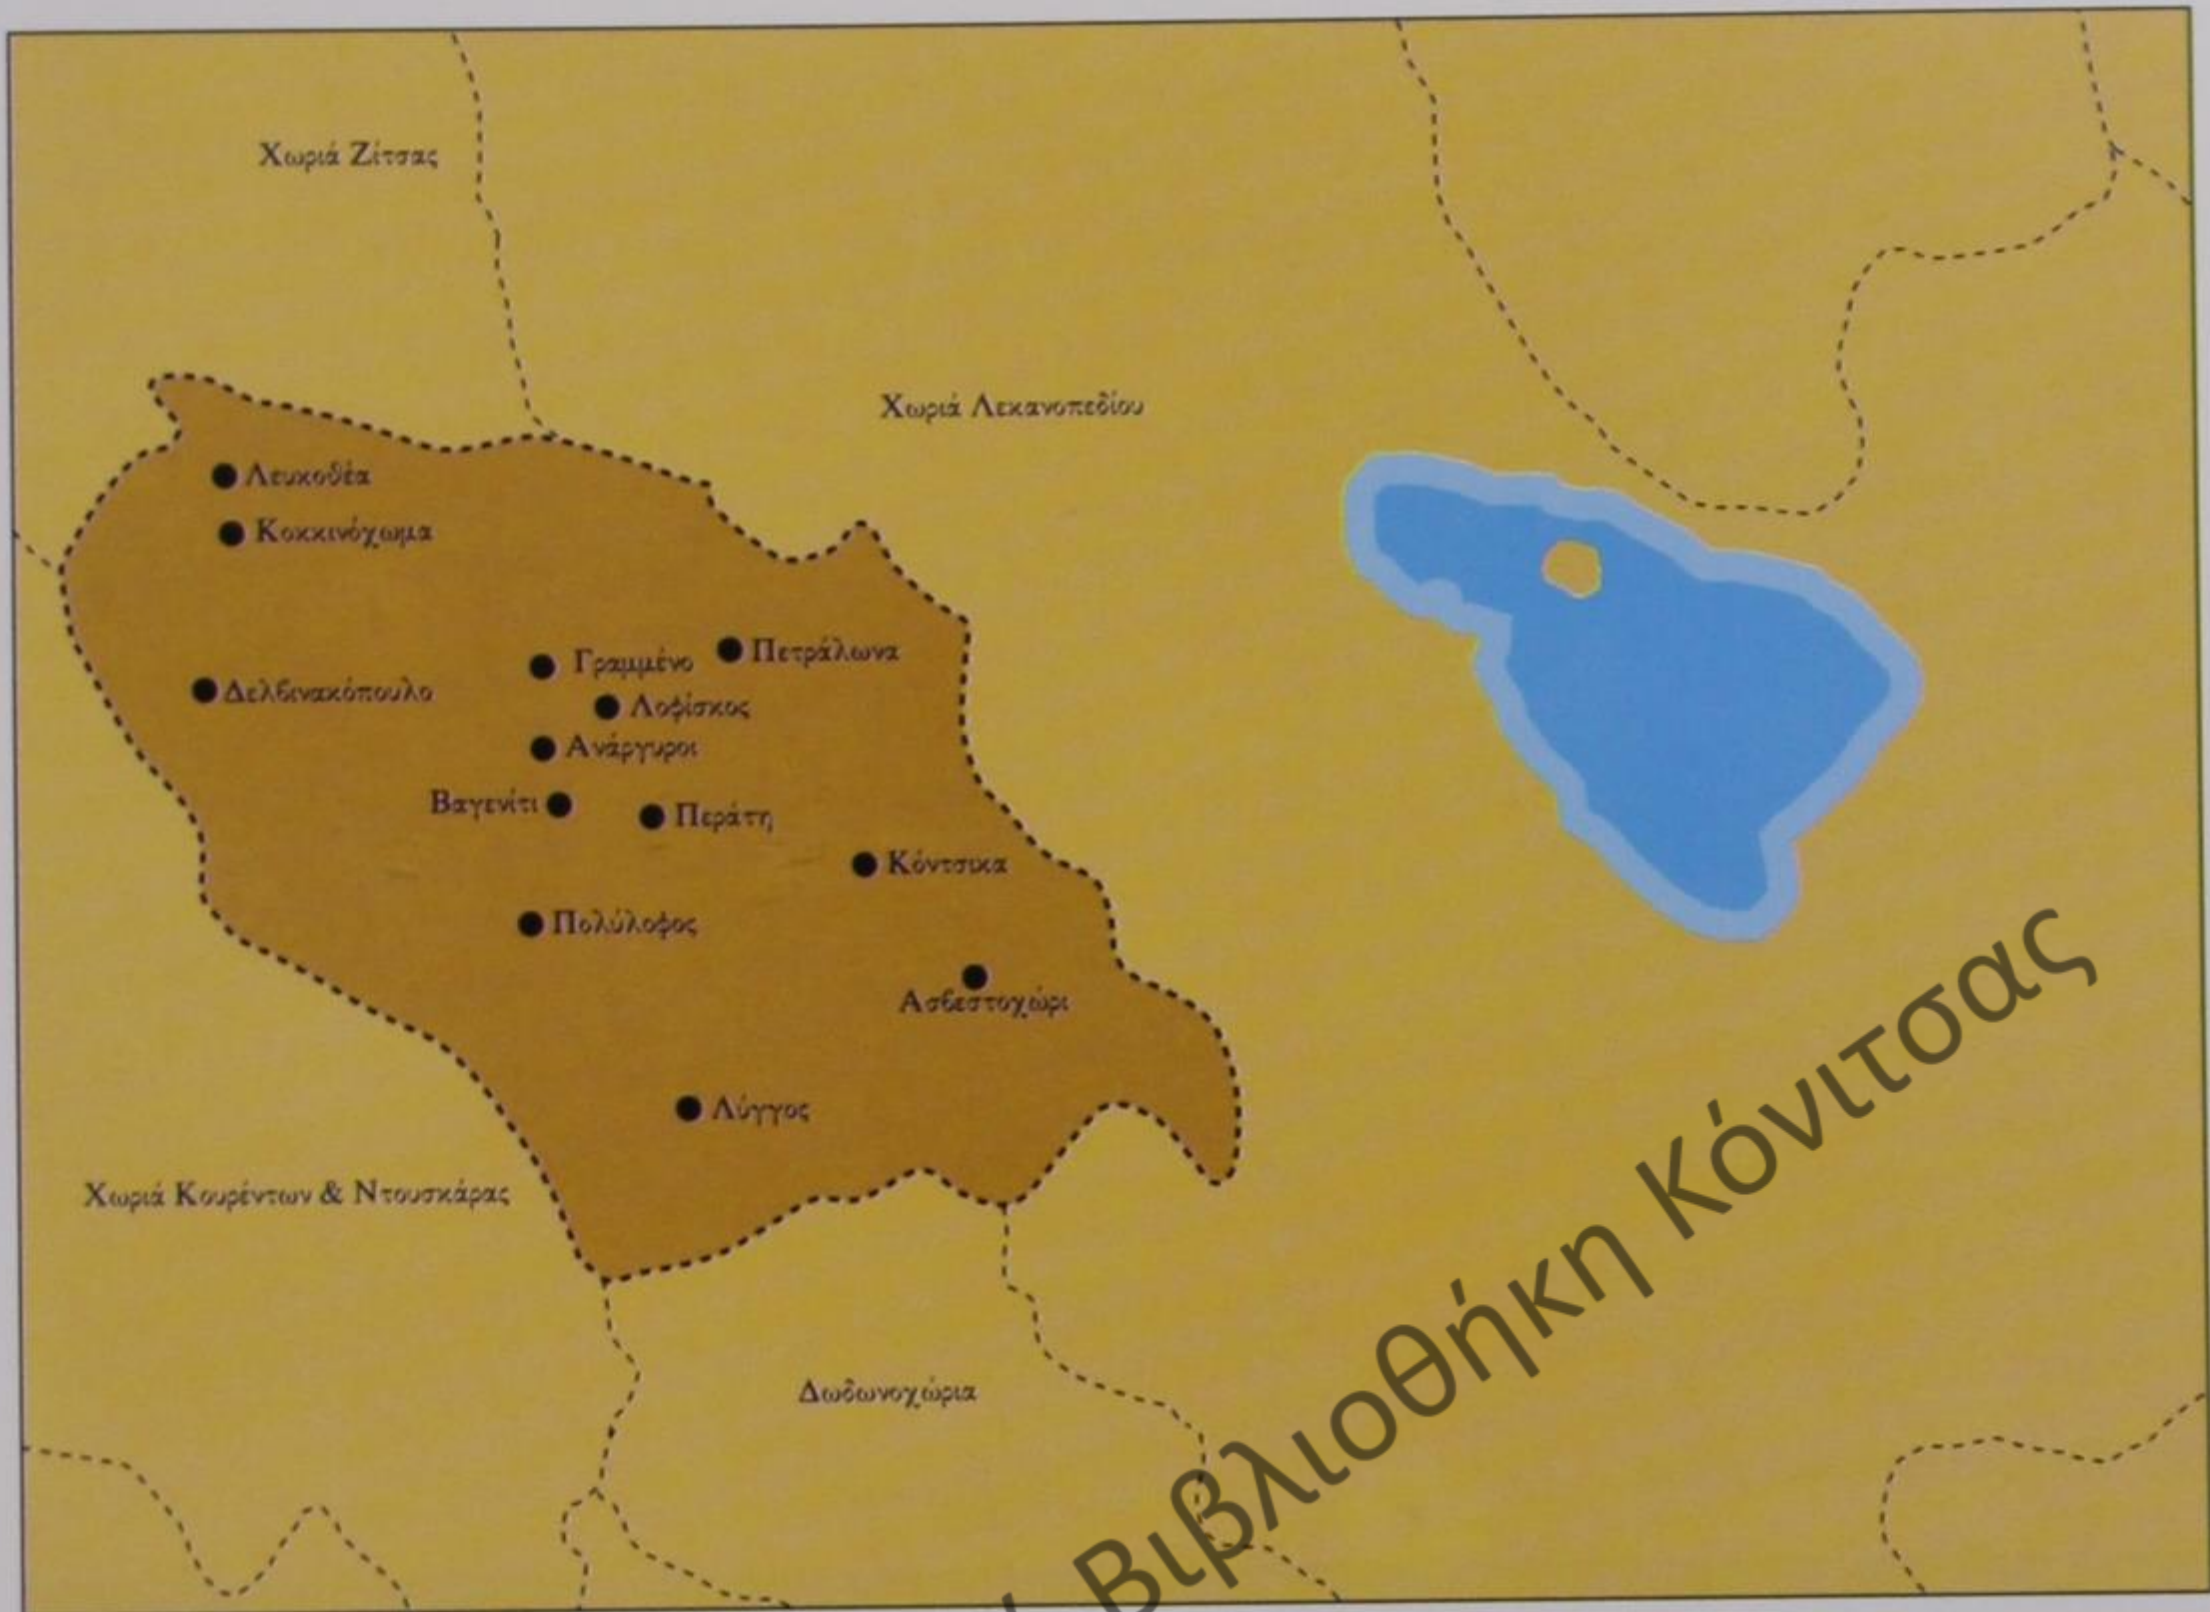 Χωριά Ζίτσας
Χωριά Λεκανοπεδίου
Λευκοθέα
Κοκκινόχωμα
Γραμμένο
Πετράλωνα
Δελβινακόπουλο
Λοφίσκος
Ανάργυροι
Βαγενίτι
Περάτη
Κόντσικα
Πολύλοφος
Ασβεστοχώρι
Λύγγος
Χωριά Κουρέντων & Ντουσκάρας
Δωδωνοχώρια
Βιβλιοθήκη Κόνιτσας